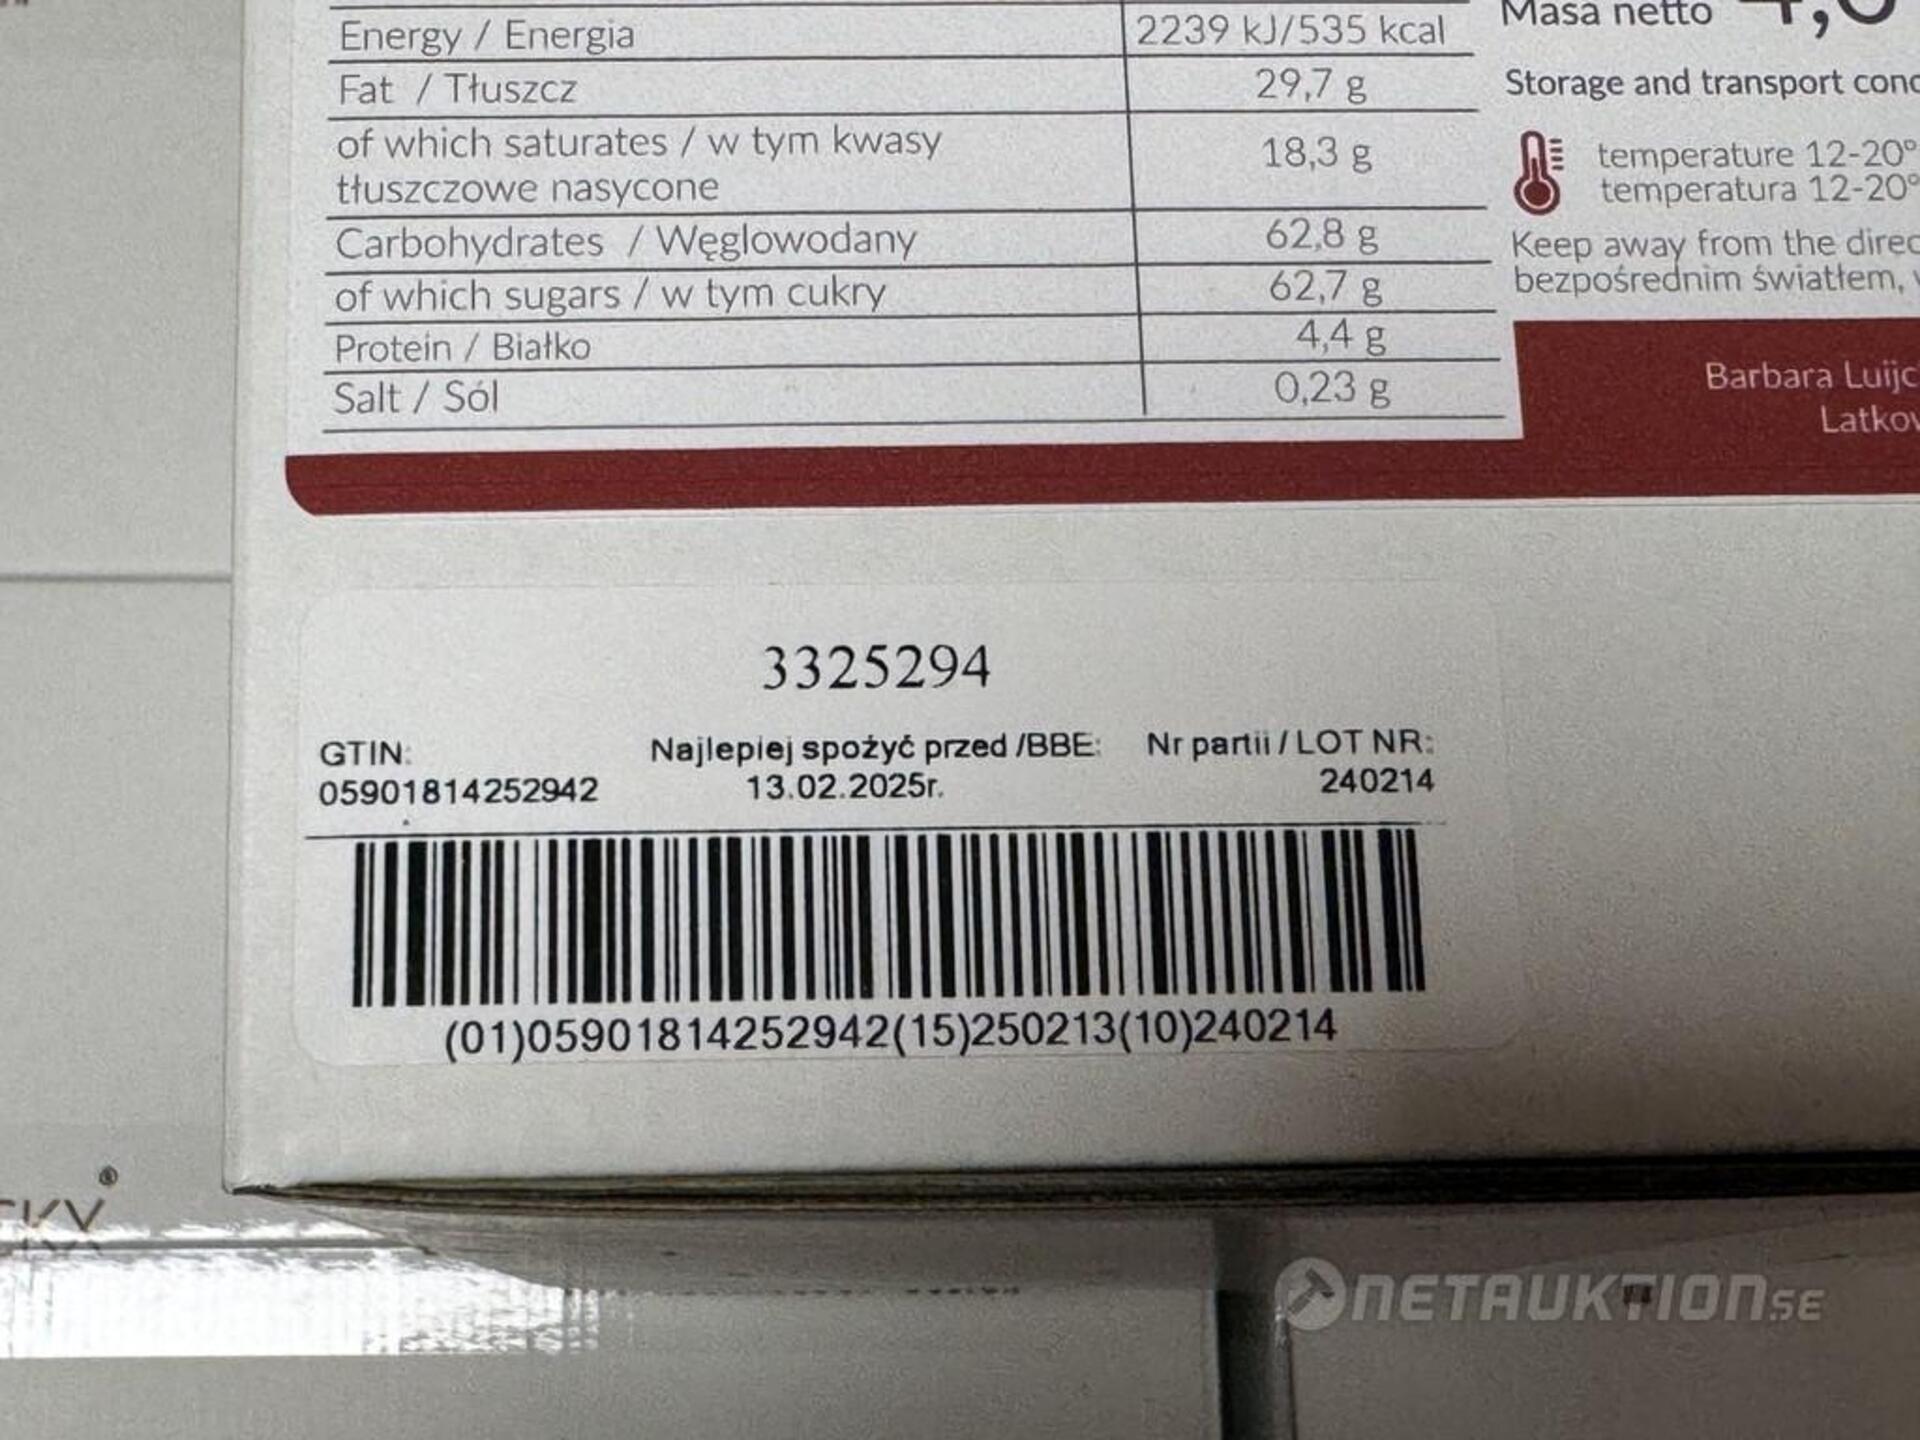 Energy / Energia 2239 kJ/535 kcal
Fat / Tłuszcz 29,7 g
of which saturates / w tym kwasy
tłuszczowe nasycone 18,3 g
Carbohydrates / Węglowodany 62,8 g
of which sugars / w tym cukry 62,7 g
Protein / Białko 4,4 g
Salt / Sól 0,23 g
Masa netto
Storage and transport
temperature 12-20°
temperatura 12-20°
Keep away from the
bezpośrednim światłem,
Barbara
3325294
GTIN:
05901814252942
Najlepiej spożyć przed /BBE:
13.02.2025r.
Nr partii / LOT NR:
240214
(01)05901814252942(15)250213(10)240214
NETAUKTION.SE